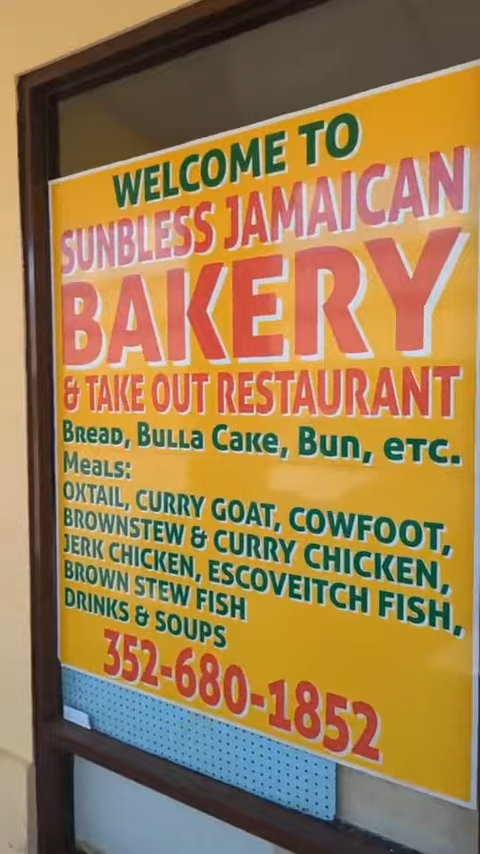 WELCOME TO
SUNBLESS JAMAICAN
BAKERY
& TAKE OUT RESTAURANT
BREAD, BULLA CAKE, BUN, ETC.
MEALS:
OXTAIL, CURRY GOAT, COWFOOT,
BROWNSTEW & CURRY CHICKEN,
JERK CHICKEN, ESCOVEITCH FISH,
BROWN STEW FISH
DRINKS & SOUPS
352-680-1852